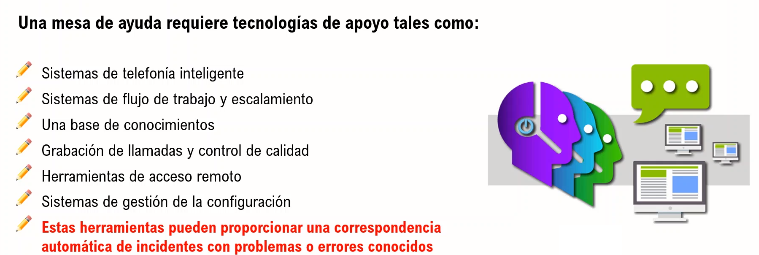 Una mesa de ayuda requiere tecnologías de apoyo tales como:
Sistemas de telefonía inteligente
Sistemas de flujo de trabajo y escalamiento
Una base de conocimientos
Grabación de llamadas y control de calidad
Herramientas de acceso remoto
Sistemas de gestión de la configuración
Estas herramientas pueden proporcionar una correspondencia
automática de incidentes con problemas o errores conocidos